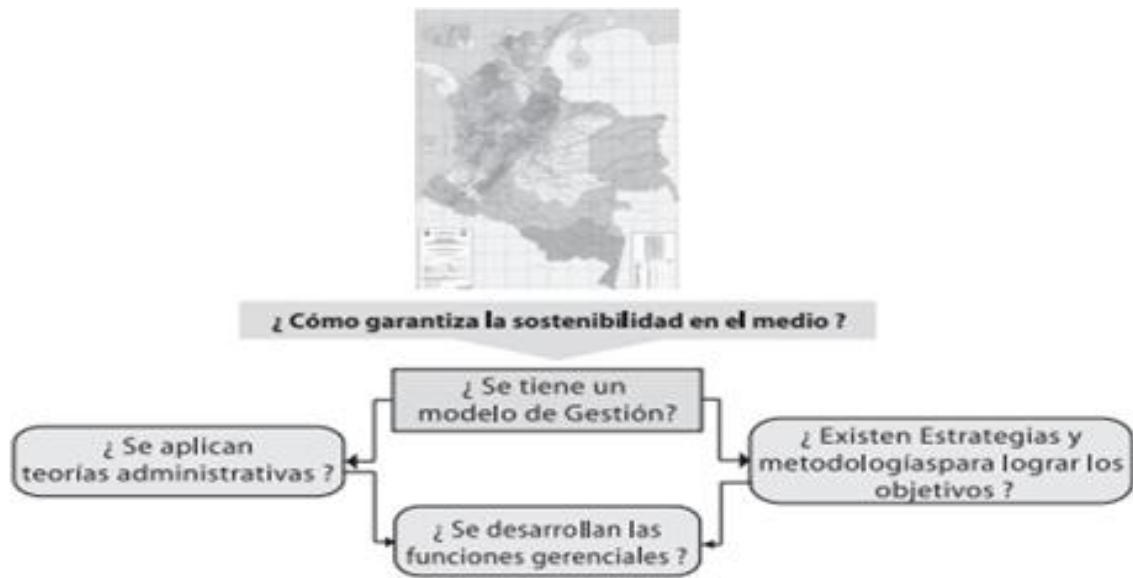 ¿ Cómo garantiza la sostenibilidad en el medio ?
¿ Se tiene un
modelo de Gestión?
¿ Se aplican
teorías administrativas ?
¿ Existen Estrategias y
metodologíaspara lograr los
objetivos ?
¿ Se desarrollan las
funciones gerenciales ?